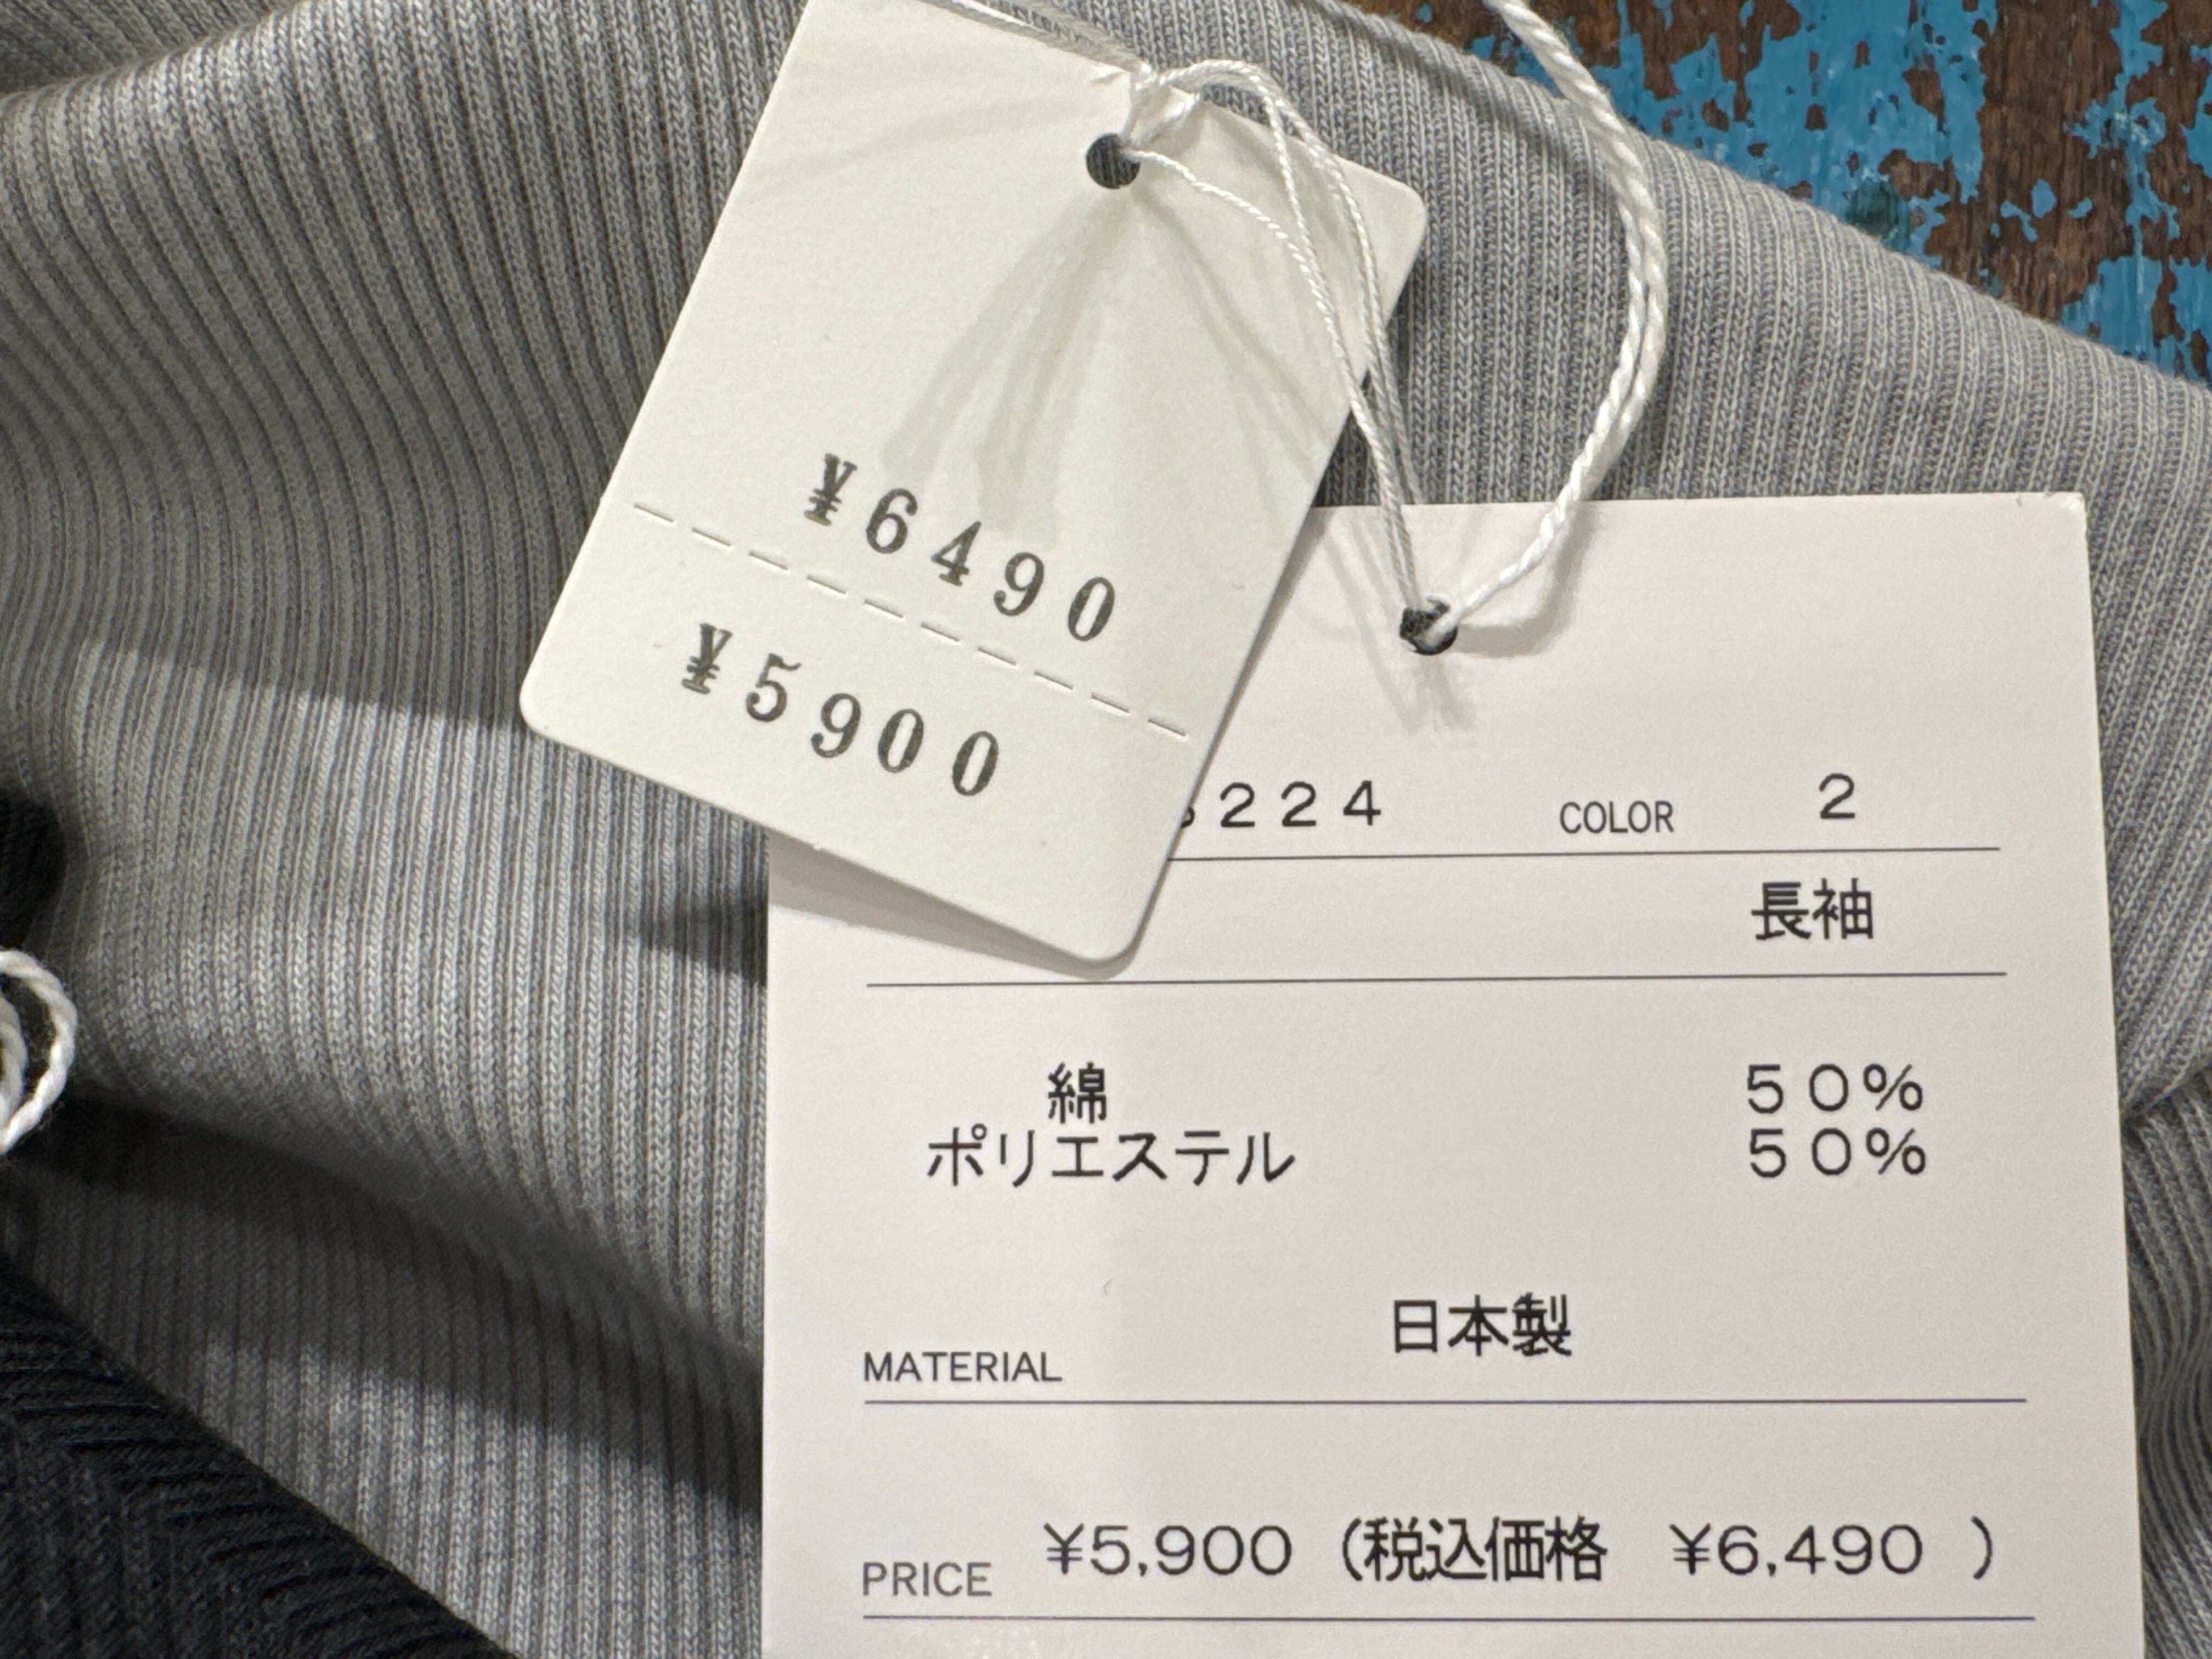 ¥6490
¥5900
224 COLOR 2
長袖
綿 50%
ポリエステル 50%
日本製
MATERIAL
PRICE ¥5,900 (税込価格 ¥6,490 )